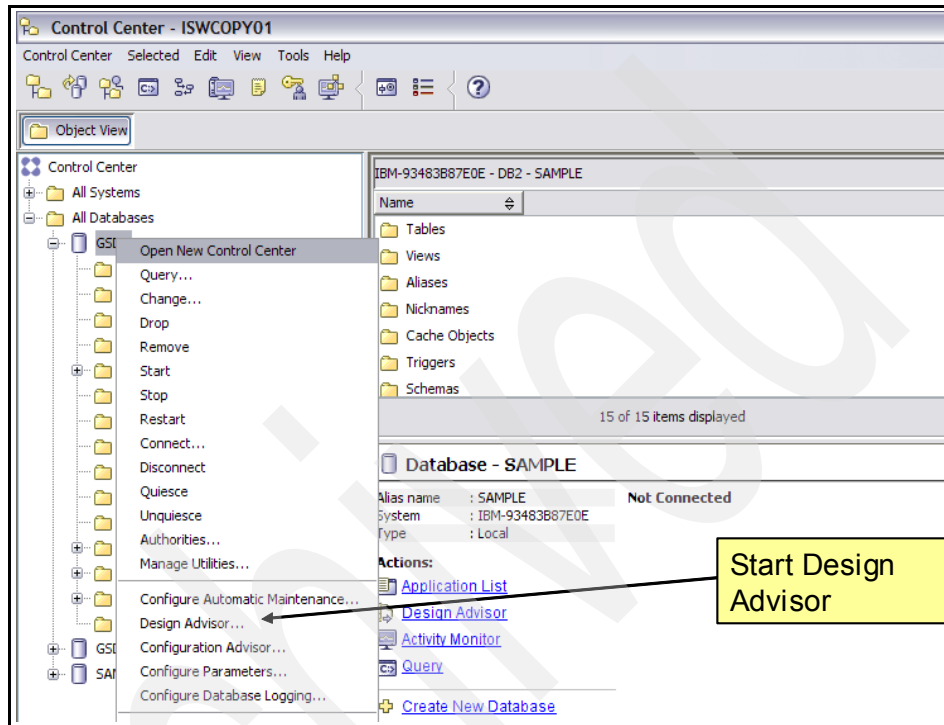 Control Center - ISWCOPY01
Control Center Selected Edit View Tools Help
Object View
Control Center
All Systems
All Databases
GSD
Open New Control Center
Query...
Change...
Drop
Remove
Start
Stop
Restart
Connect...
Disconnect
Quiesce
Unquiesce
Authorities...
Manage Utilities...
Configure Automatic Maintenance...
Design Advisor...
Configuration Advisor...
Configure Parameters...
Configure Database Logging...
GSD
SAM
IBM-93483B87E0E - DB2 - SAMPLE
Name
Tables
Views
Aliases
Nicknames
Cache Objects
Triggers
Schemas
15 of 15 items displayed
Database - SAMPLE
Alias name : SAMPLE Not Connected
System : IBM-93483B87E0E
Type : Local
Actions:
Application List
Design Advisor
Activity Monitor
Query
Create New Database
Start Design
Advisor